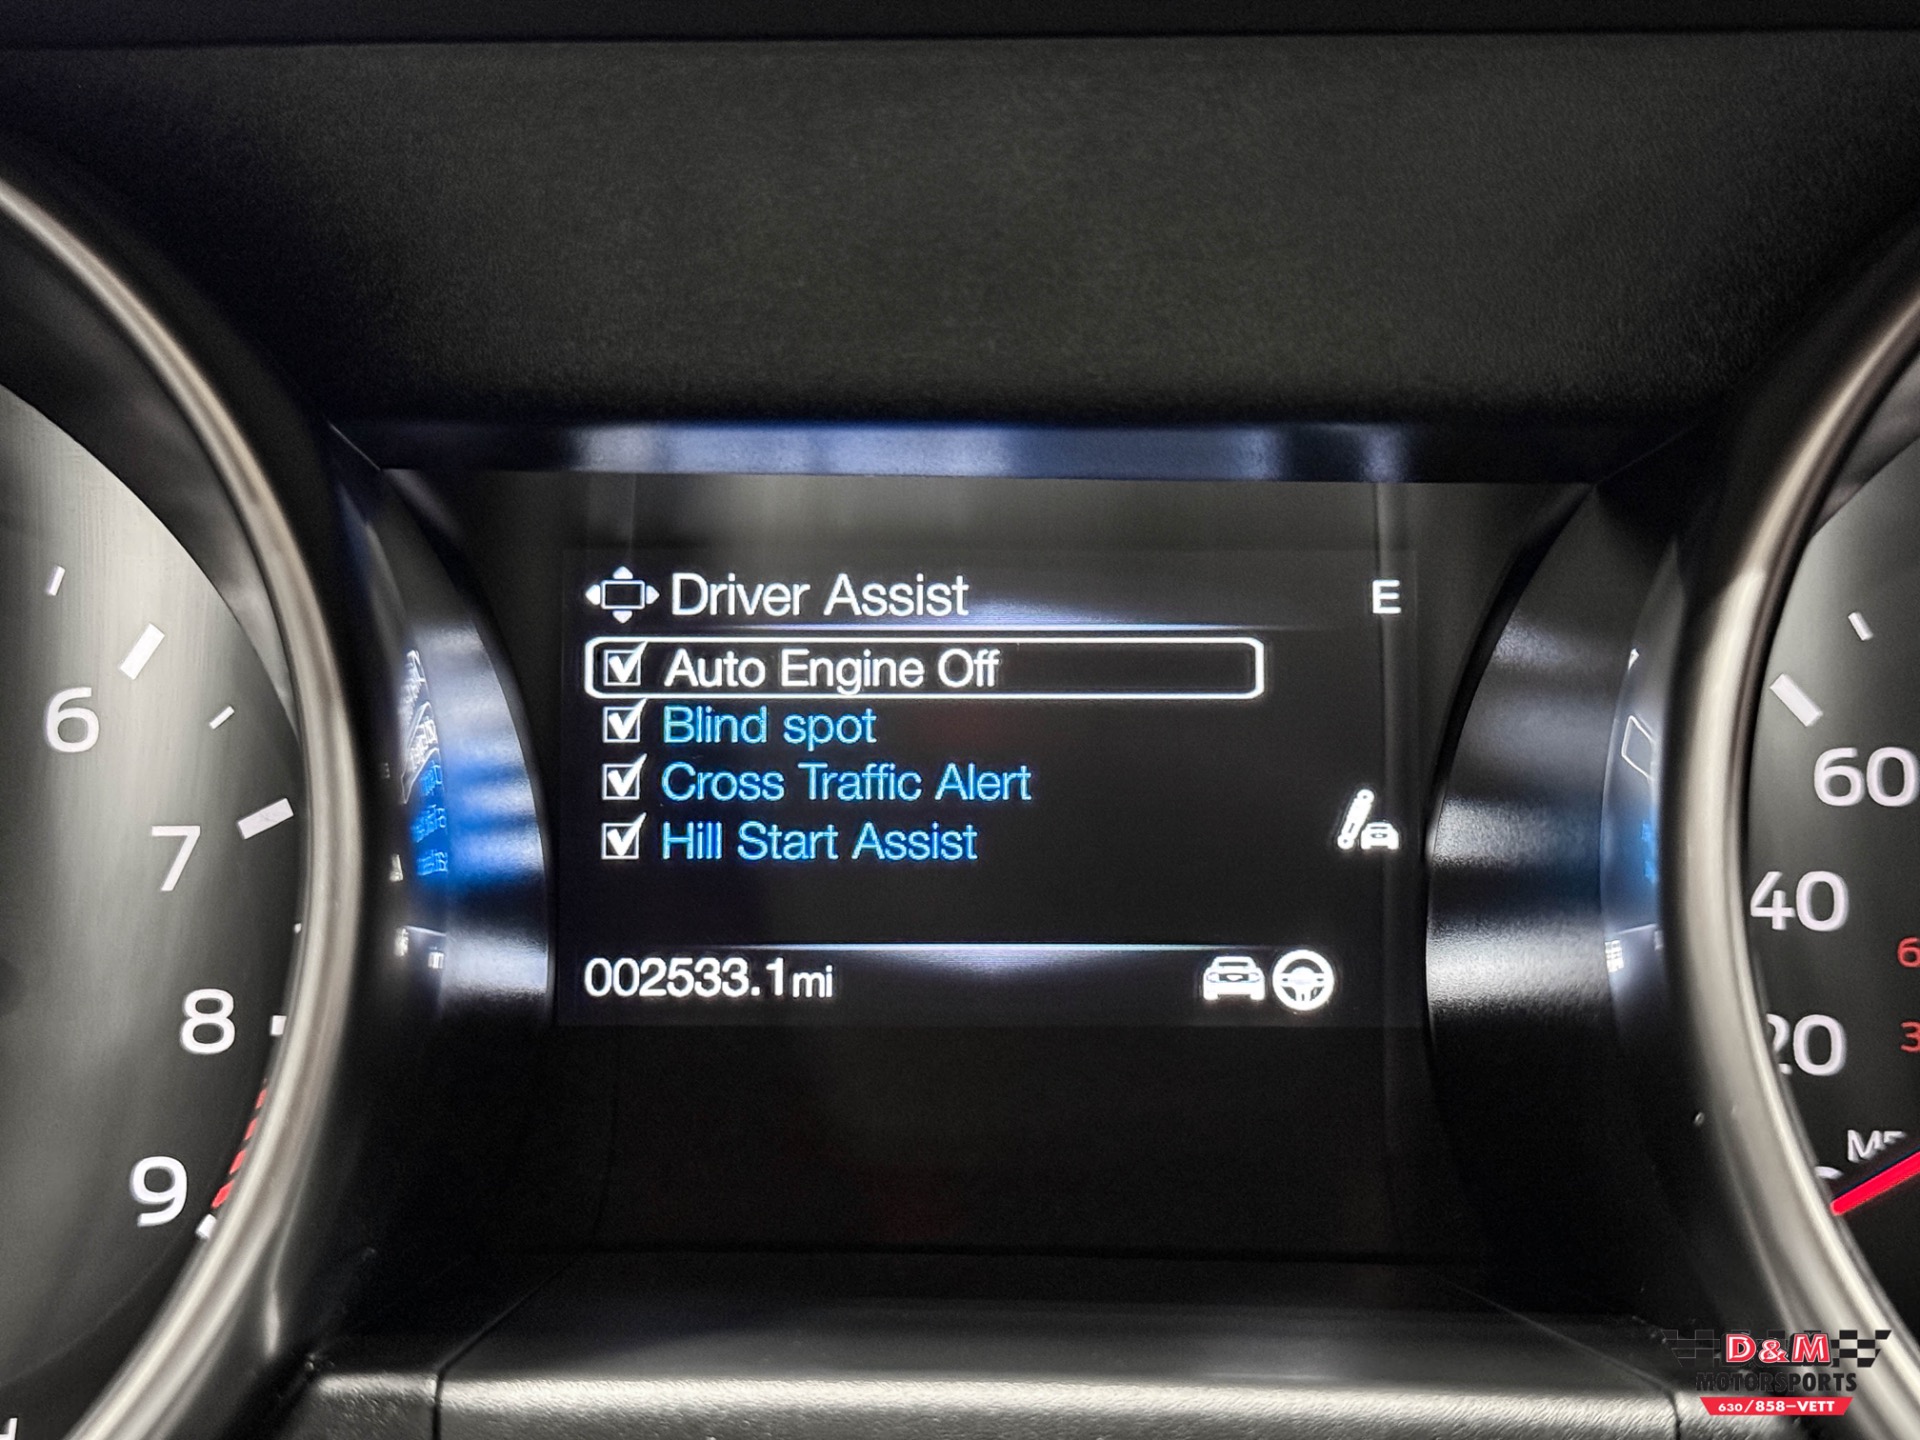 Driver Assist
E
Auto Engine Off
Blind spot
Cross Traffic Alert
Hill Start Assist
002533.1mi
6
7
8
9
60
40
20
D&M
MOTORSPORTS
630/858-VETT